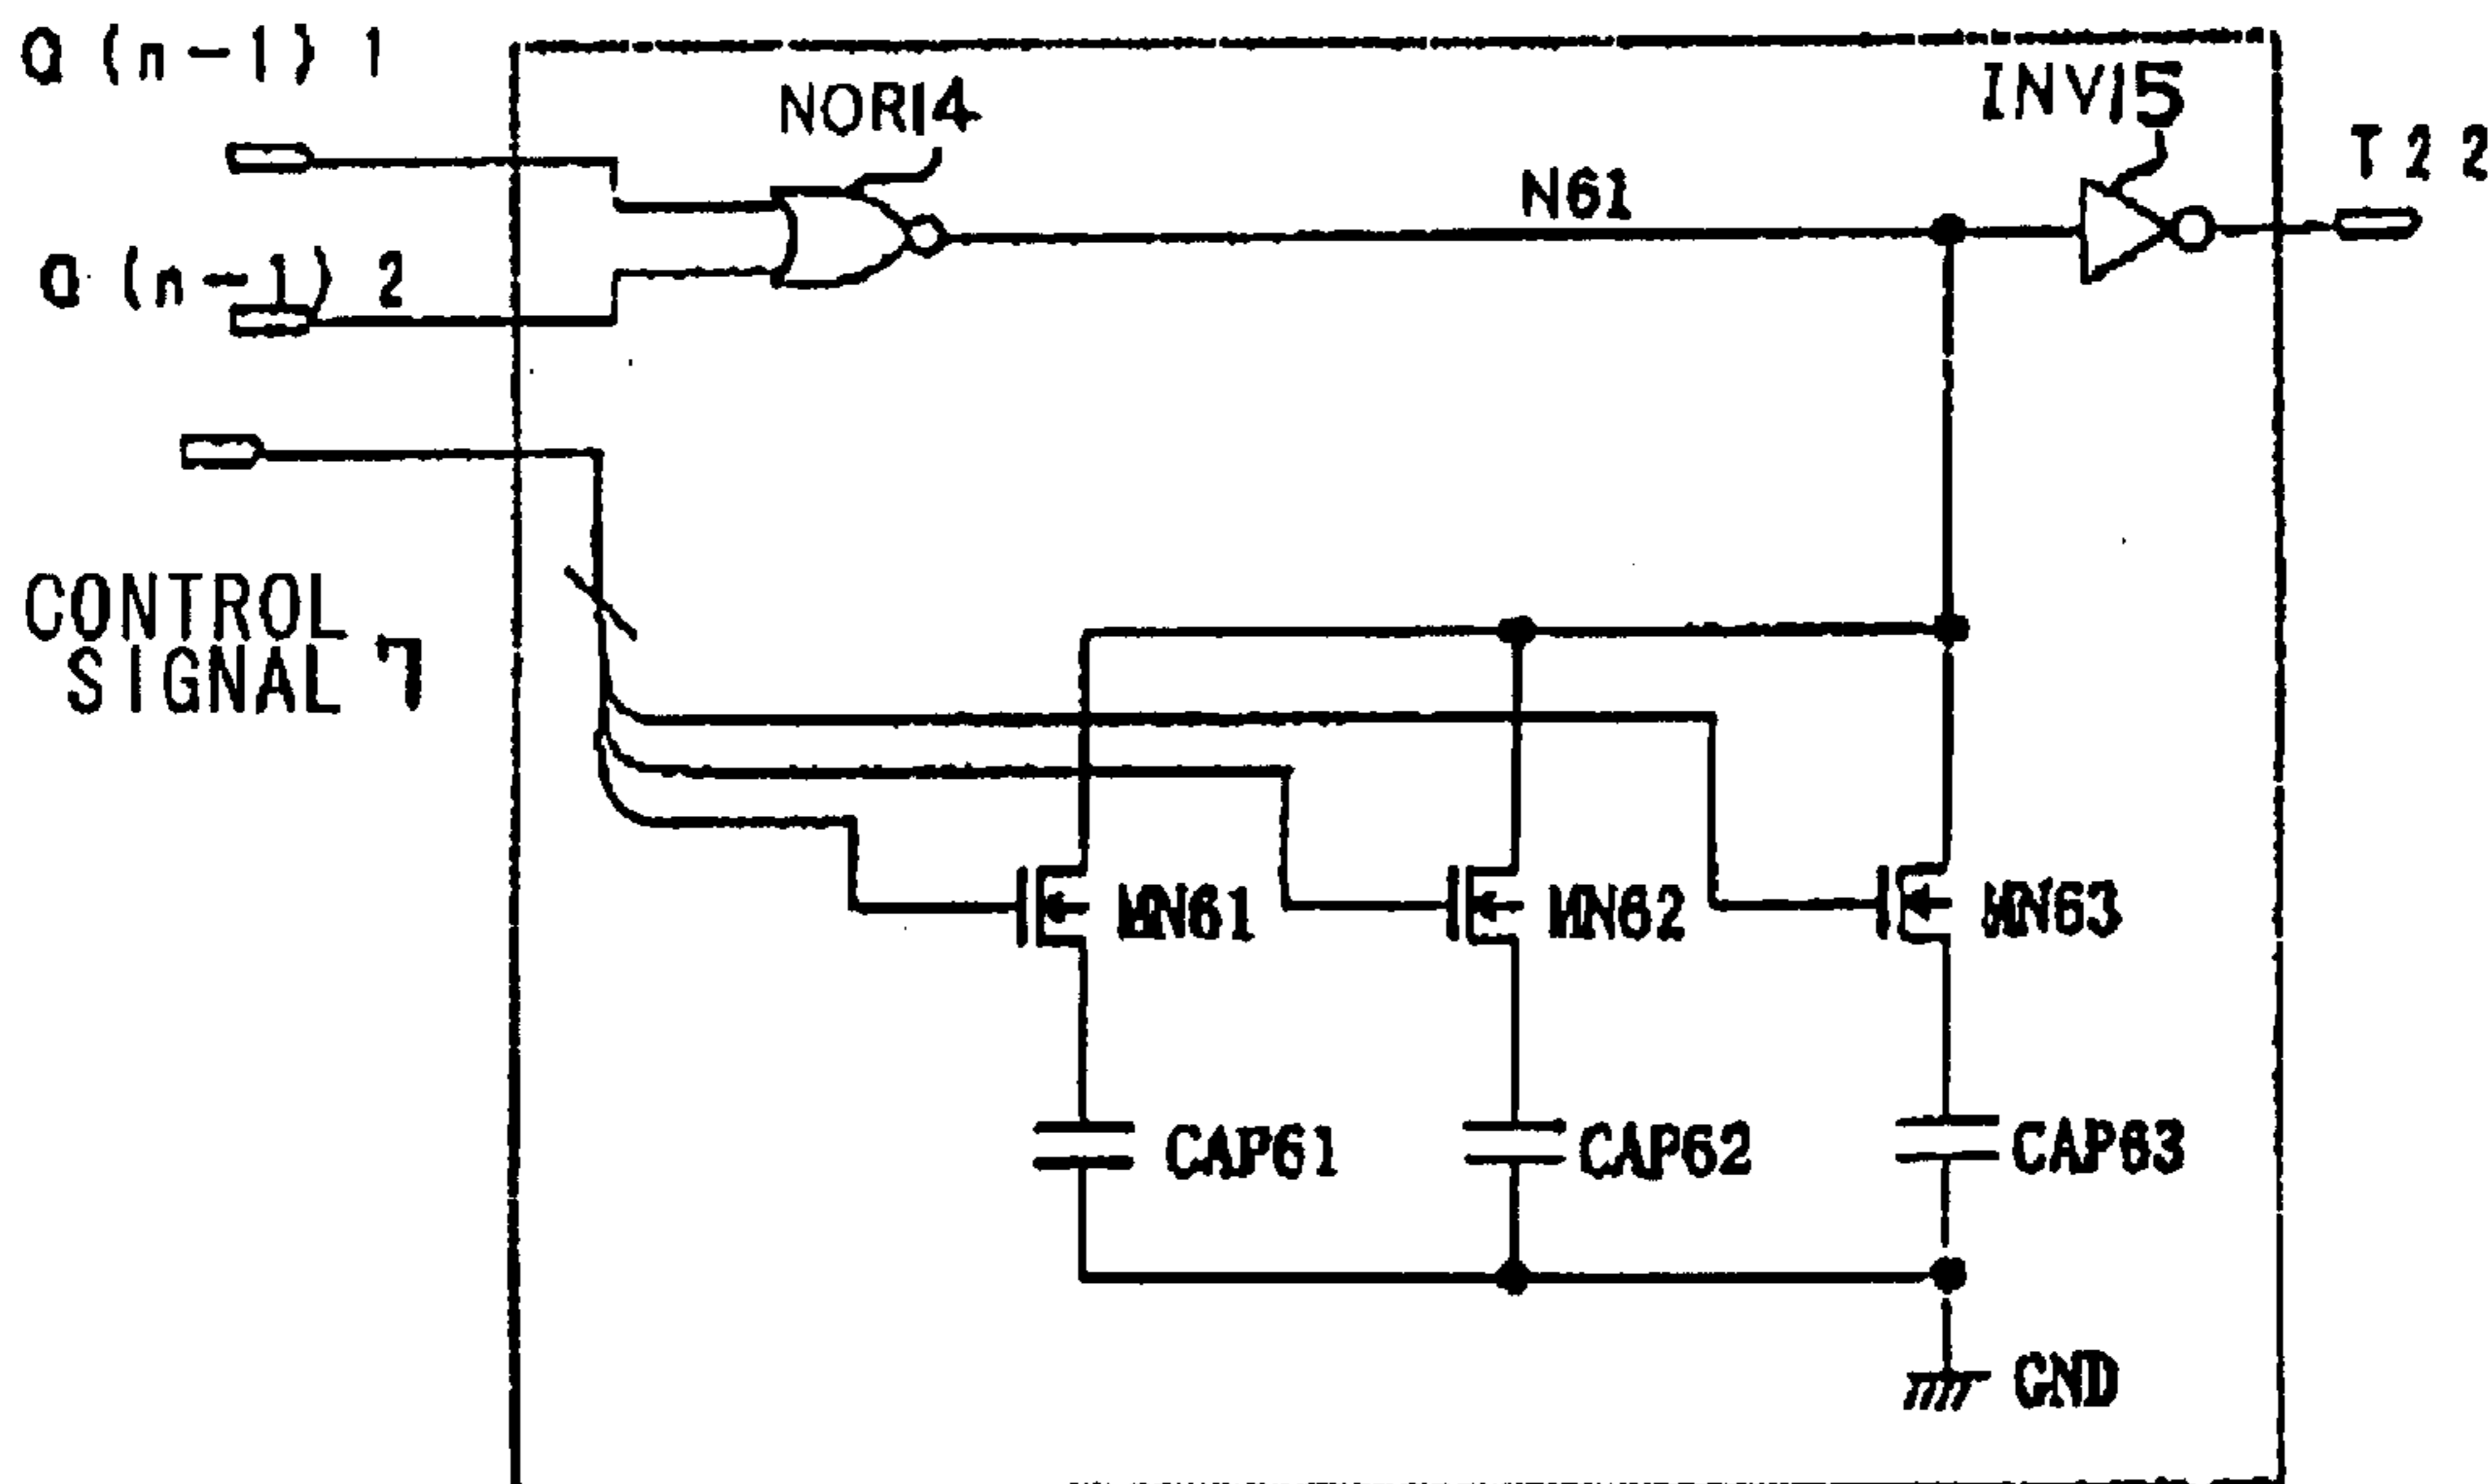 Q (n-1) 1
NOR14
INV15
T22
N61
Q (n-1) 2
CONTROL
SIGNAL 7
MN61
MN62
MN63
CAP61
CAP62
CAP63
GND